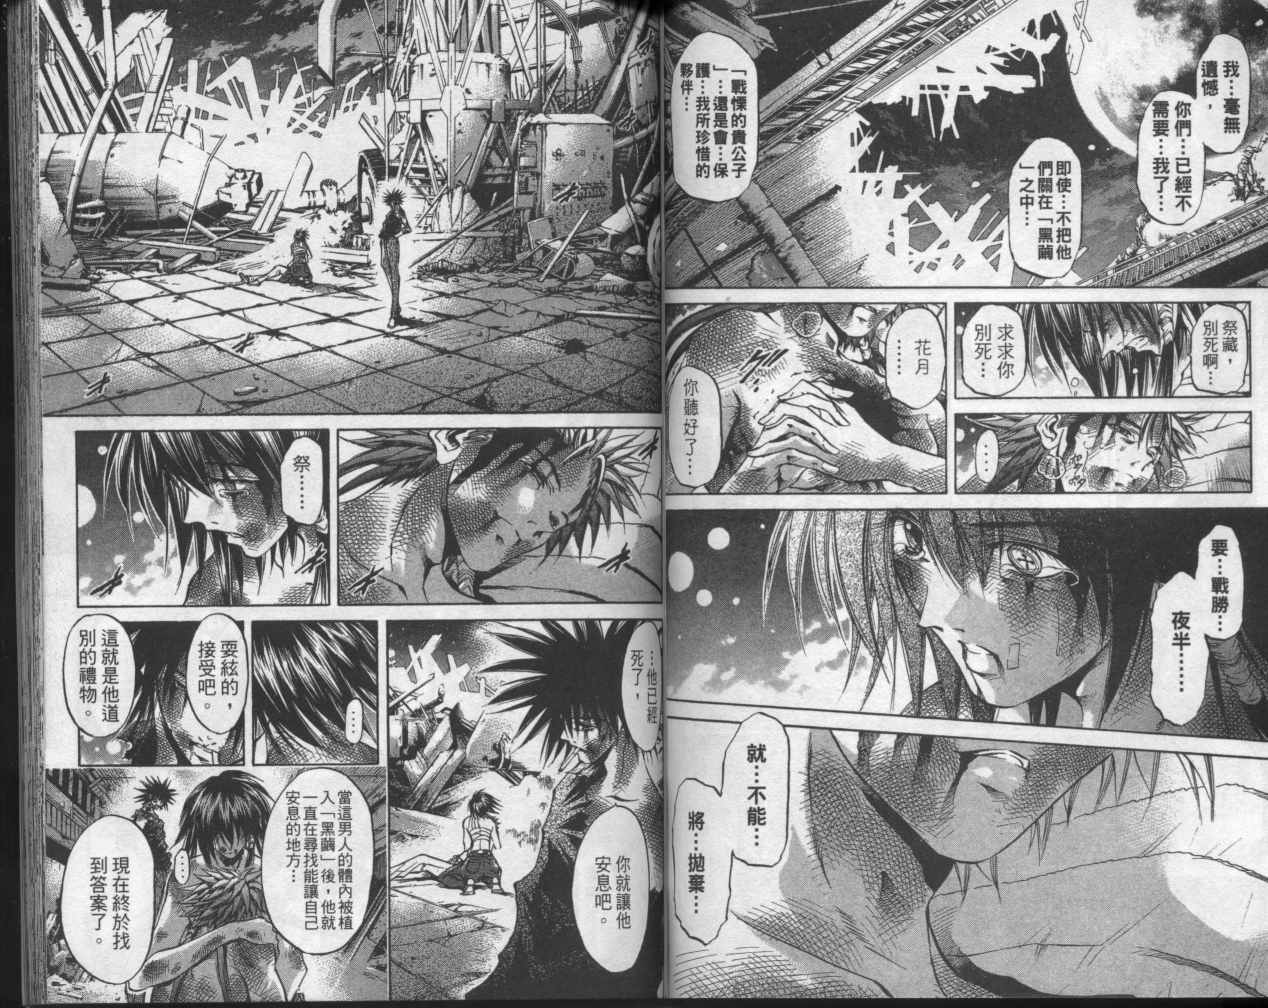 我…毫無
遺憾，
你們…已經不
需要…我了…
即使…不把他
們關在「黑繭
」之中…
「戰慄的貴公子
」…還是會…保
護…我所珍惜的
夥伴…
祭藏，
別死啊…
求求你
別死…
花月
……
你聽好了…
…
要…戰勝…
夜半……
就…不能…
將…拋棄…
祭……
…他已經
死了，
你就讓他
安息吧。
…
耍絃的，
接受吧。
這就是他道
別的禮物。
當這男人的體內被植
入「黑繭」後，他就
一直在尋找能讓自己
安息的地方…
…
現在終於找
到答案了。